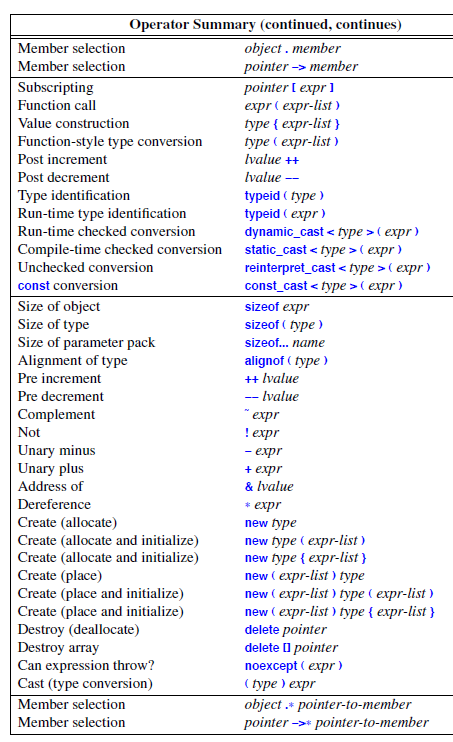 Operator Summary (continued, continues)
Member selection object . member
Member selection pointer −> member
Subscripting pointer [ expr ]
Function call expr ( expr-list )
Value construction type { expr-list }
Function-style type conversion type ( expr-list )
Post increment lvalue ++
Post decrement lvalue −−
Type identification typeid ( type )
Run-time type identification typeid ( expr )
Run-time checked conversion dynamic_cast < type > ( expr )
Compile-time checked conversion static_cast < type > ( expr )
Unchecked conversion reinterpret_cast < type > ( expr )
const conversion const_cast < type > ( expr )
Size of object sizeof expr
Size of type sizeof ( type )
Size of parameter pack sizeof... name
Alignment of type alignof ( type )
Pre increment ++ lvalue
Pre decrement −− lvalue
Complement ˜ expr
Not ! expr
Unary minus − expr
Unary plus + expr
Address of & lvalue
Dereference ∗ expr
Create (allocate) new type
Create (allocate and initialize) new type ( expr-list )
Create (allocate and initialize) new type { expr-list }
Create (place) new ( expr-list ) type
Create (place and initialize) new ( expr-list ) type ( expr-list )
Create (place and initialize) new ( expr-list ) type { expr-list }
Destroy (deallocate) delete pointer
Destroy array delete [] pointer
Can expression throw? noexcept ( expr )
Cast (type conversion) ( type ) expr
Member selection object .∗ pointer-to-member
Member selection pointer −>∗ pointer-to-member